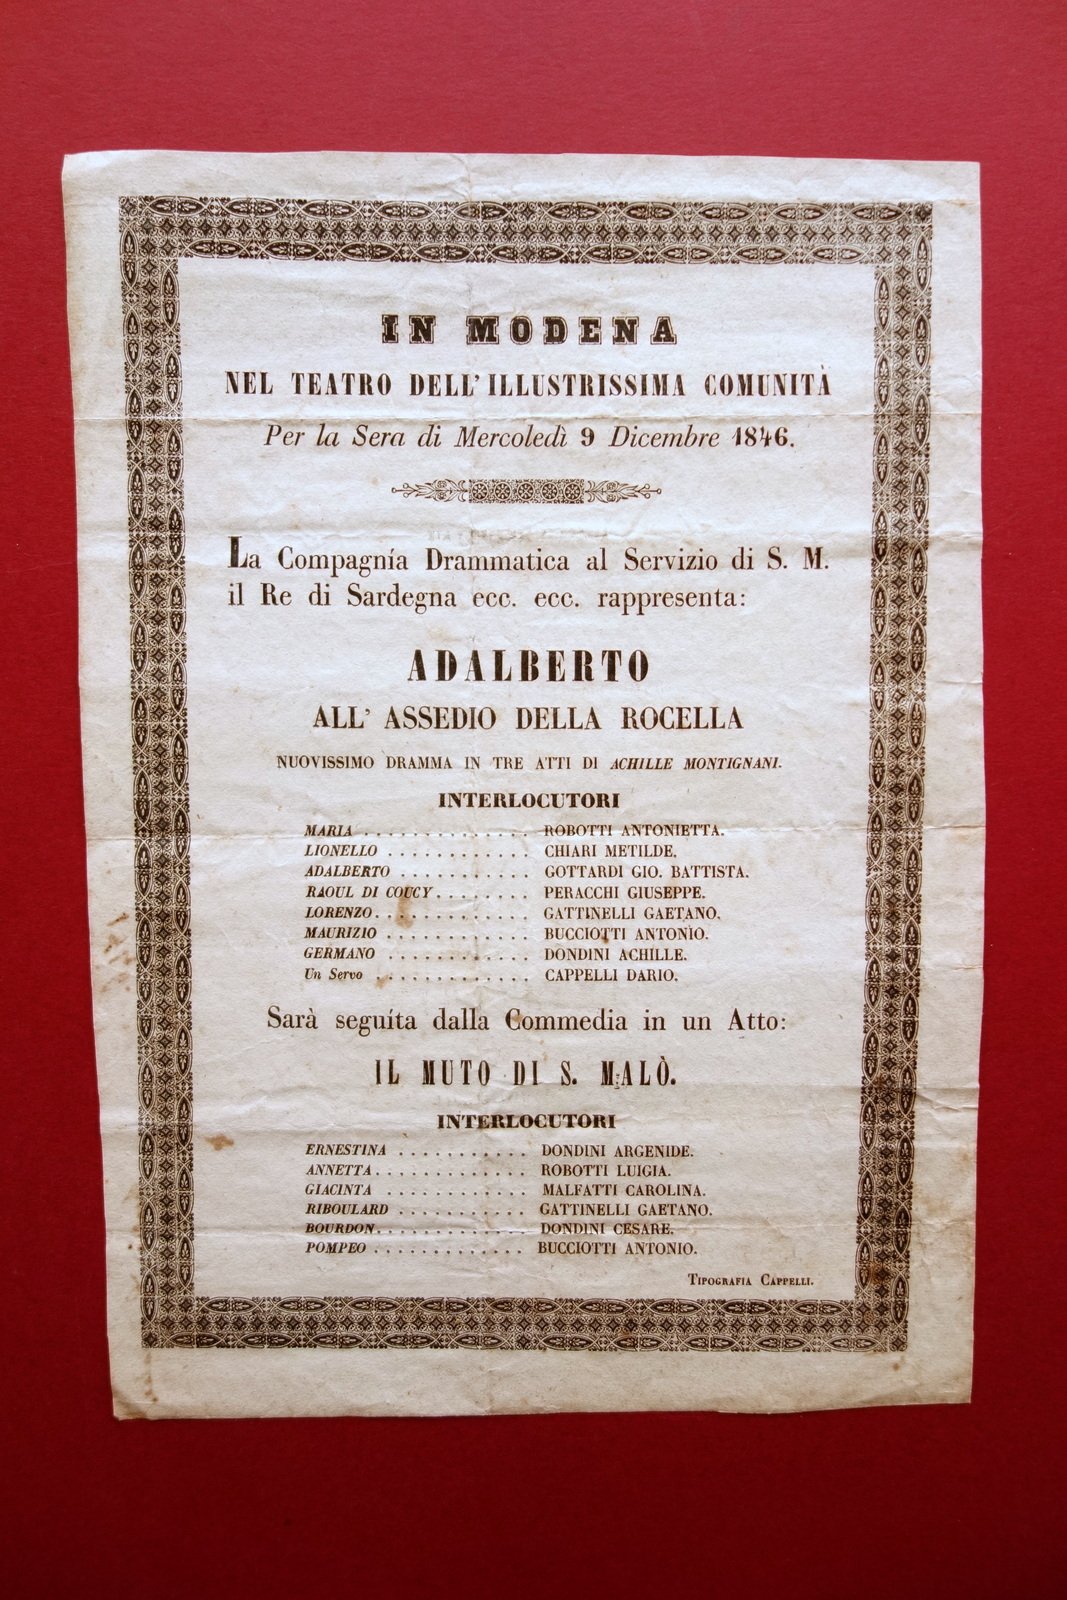 IN MODENA
NEL TEATRO DELL'ILLUSTRISSIMA COMUNITÀ
Per la Sera di Mercoledì 9 Dicembre 1846.
La Compagnía Drammatica al Servizio di S. M.
il Re di Sardegna ecc. ecc. rappresenta:
ADALBERTO
ALL' ASSEDIO DELLA ROCELLA
NUOVISSIMO DRAMMA IN TRE ATTI DI ACHILLE MONTIGNANI.
INTERLOCUTORI
MARIA . . . . . . . . . . . . . . ROBOTTI ANTONIETTA.
LIONELLO . . . . . . . . . . . . CHIARI METILDE.
ADALBERTO . . . . . . . . . . . GOTTARDI GIO. BATTISTA.
RAOUL DI COUCY . . . . . . . . PERACCHI GIUSEPPE.
LORENZO . . . . . . . . . . . . . GATTINELLI GAETANO.
MAURIZIO . . . . . . . . . . . . BUCCIOTTI ANTONIO.
GERMANO . . . . . . . . . . . . DONDINI ACHILLE.
Un Servo . . . . . . . . . . . . . CAPPELLI DARIO.
Sarà seguíta dalla Commedia in un Atto:
IL MUTO DI S. MALÒ.
INTERLOCUTORI
ERNESTINA . . . . . . . . . . . DONDINI ARGENIDE.
ANNETTA . . . . . . . . . . . . . ROBOTTI LUIGIA.
GIACINTA . . . . . . . . . . . . MALFATTI CAROLINA.
RIBOULARD . . . . . . . . . . . GATTINELLI GAETANO.
BOURDON . . . . . . . . . . . . . DONDINI CESARE.
POMPEO . . . . . . . . . . . . . BUCCIOTTI ANTONIO.
TIPOGRAFIA CAPPELLI.